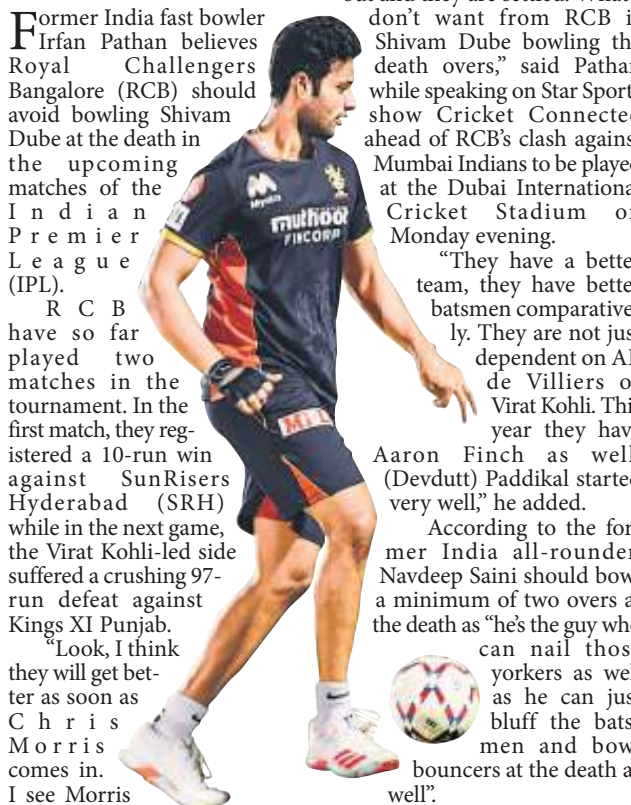 Former India fast bowler
Irfan Pathan believes
Royal Challengers
Bangalore (RCB) should
avoid bowling Shivam
Dube at the death in
the upcoming
matches of the
Indian
Premier
League
(IPL).
RCB
have so far
played two
matches in the
tournament. In the
first match, they reg-
istered a 10-run win
against SunRisers
Hyderabad (SRH)
while in the next game,
the Virat Kohli-led side
suffered a crushing 97-
run defeat against
Kings XI Punjab.
“Look, I think
they will get bet-
ter as soon as
Chris
Morris
comes in.
I see Morris
Myntra
muthoot
FINCORP
and they are settled. What
don’t want from RCB i
Shivam Dube bowling th
death overs,” said Patha
while speaking on Star Sport
show Cricket Connecte
ahead of RCB’s clash agains
Mumbai Indians to be playe
at the Dubai Internationa
Cricket Stadium o
Monday evening.
“They have a bette
team, they have bette
batsmen comparative
ly. They are not jus
dependent on A
de Villiers o
Virat Kohli. Thi
year they hav
Aaron Finch as well
(Devdutt) Paddikal starte
very well,” he added.
According to the for
mer India all-rounder
Navdeep Saini should bow
a minimum of two overs a
the death as “he’s the guy wh
can nail thos
yorkers as wel
as he can jus
bluff the bats
men and bow
bouncers at the death a
well”.